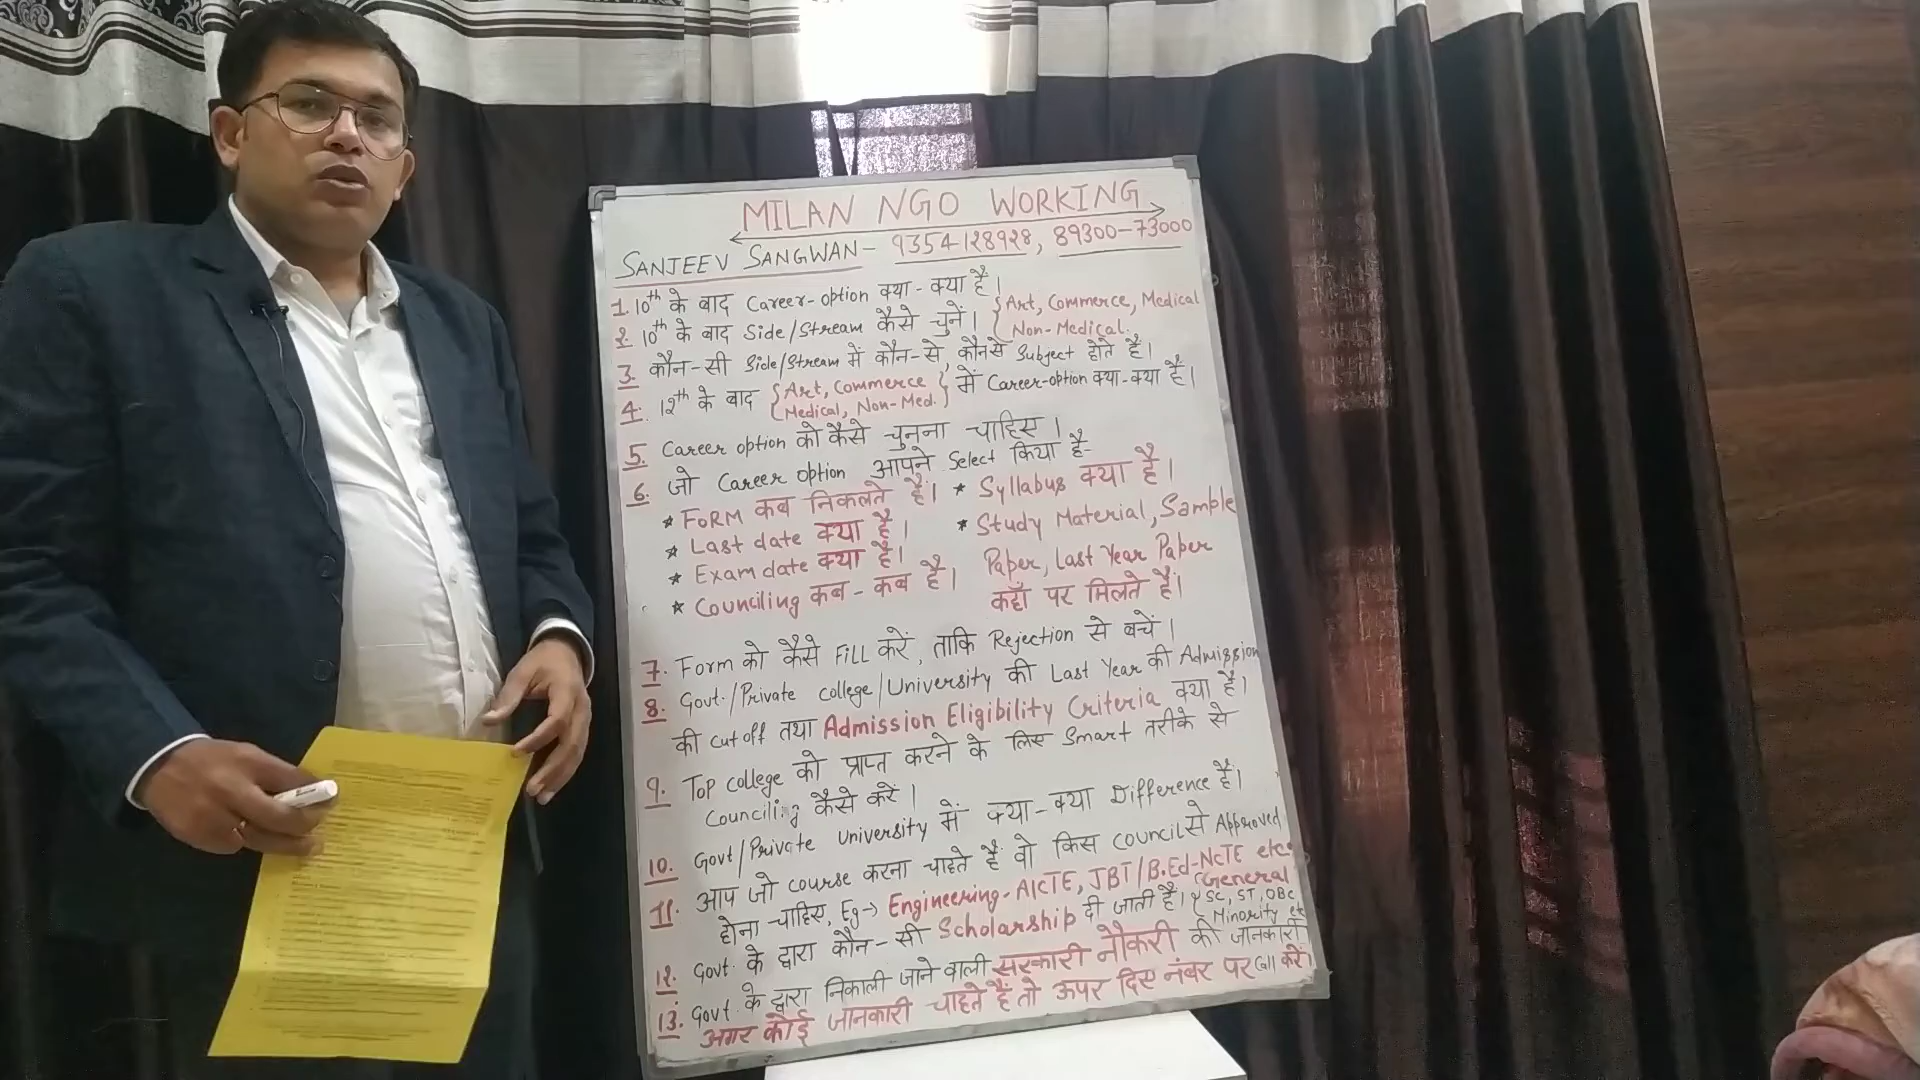 MILAN NGO WORKING
SANJEEV SANGWAN- 9354128928, 89300-73000
1. 10th के बाद Career-option क्या-क्या है।
2. 10th के बाद Side/Stream कैसे चुनें। { Art, Commerce, Medical
Non-Medical.
3. कौन-सी Side/Stream में कौन-से, कौनसे Subject होते हैं।
4. 12th के बाद { Art, Commerce } में Career-option क्या-क्या है।
Medical, Non-Med.
5. Career option को कैसे चुनना चाहिए।
6. जो Career option आपने Select किया है-
* FORM कब निकलते हैं। * Syllabus क्या है।
* Last date क्या है। * Study Material, Sample
* Exam date क्या है। Paper, Last Year Paper
* Counciling कब-कब है। कहाँ पर मिलते हैं।
7. Form को कैसे FiLL करें, ताकि Rejection से बचें।
8. Govt./Private college/University की Last Year की Admission
की cut off तथा Admission Eligibility Criteria क्या है।
9. Top college को प्राप्त करने के लिए Smart तरीके से
Counciling कैसे करें।
10. Govt/Private University में क्या-क्या Difference है।
11. आप जो course करना चाहते हैं वो किस Council से Approved
होना चाहिए, Eg→ Engineering-AICTE, JBT/B.Ed-NCTE etc.
12. Govt. के द्वारा कौन-सी Scholarship दी जाती है। { General
SC, ST, OBC,
Minority etc
13. Govt. के द्वारा निकाली जाने वाली सरकारी नौकरी की जानकारी
अगर कोई जानकारी चाहते हैं तो ऊपर दिए नंबर पर Call करें।